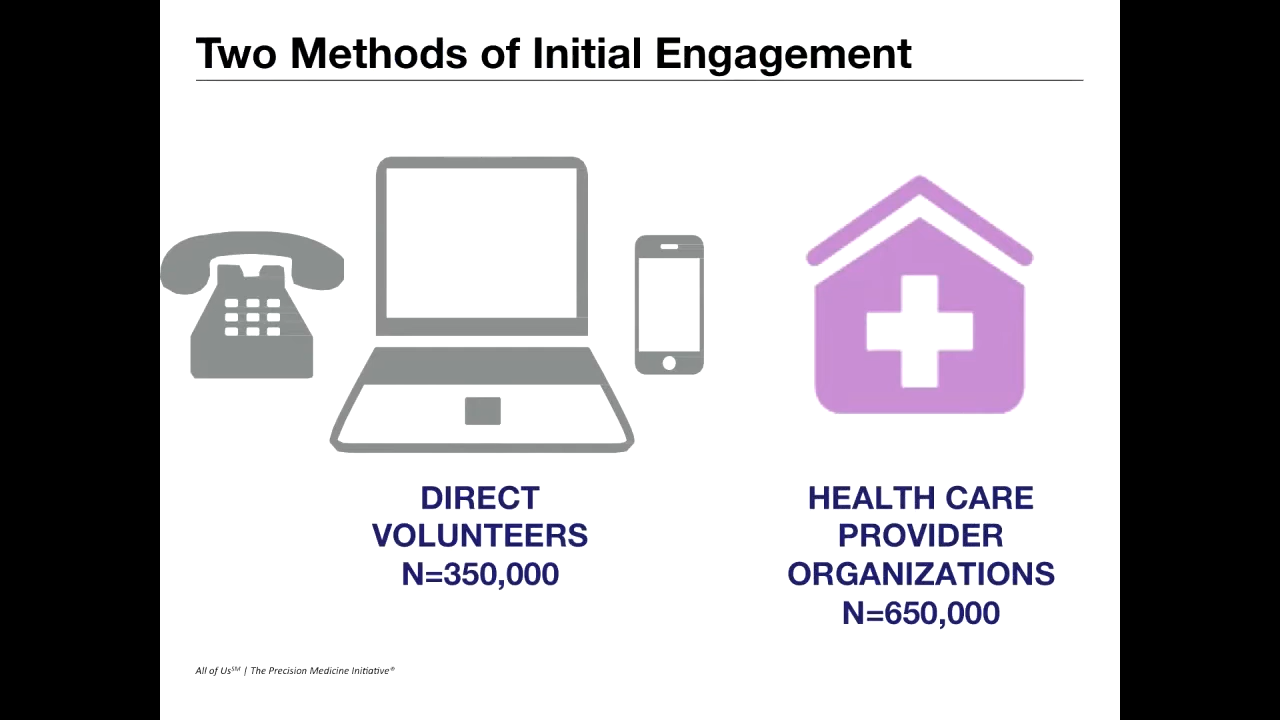 Two Methods of Initial Engagement
DIRECT
VOLUNTEERS
N=350,000
HEALTH CARE
PROVIDER
ORGANIZATIONS
N=650,000
All of Us℠ | The Precision Medicine Initiative®